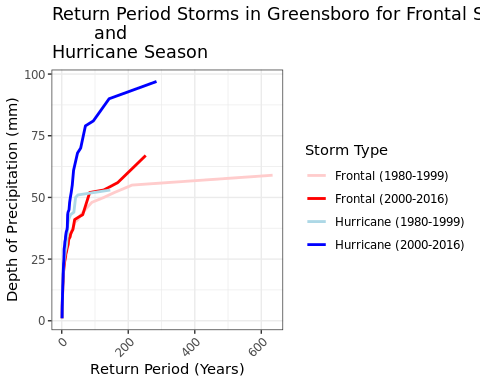 Return Period Storms in Greensboro for Frontal S
and
Hurricane Season
Depth of Precipitation (mm)
100
75
50
25
0
0
200
400
600
Return Period (Years)
Storm Type
Frontal (1980-1999)
Frontal (2000-2016)
Hurricane (1980-1999)
Hurricane (2000-2016)